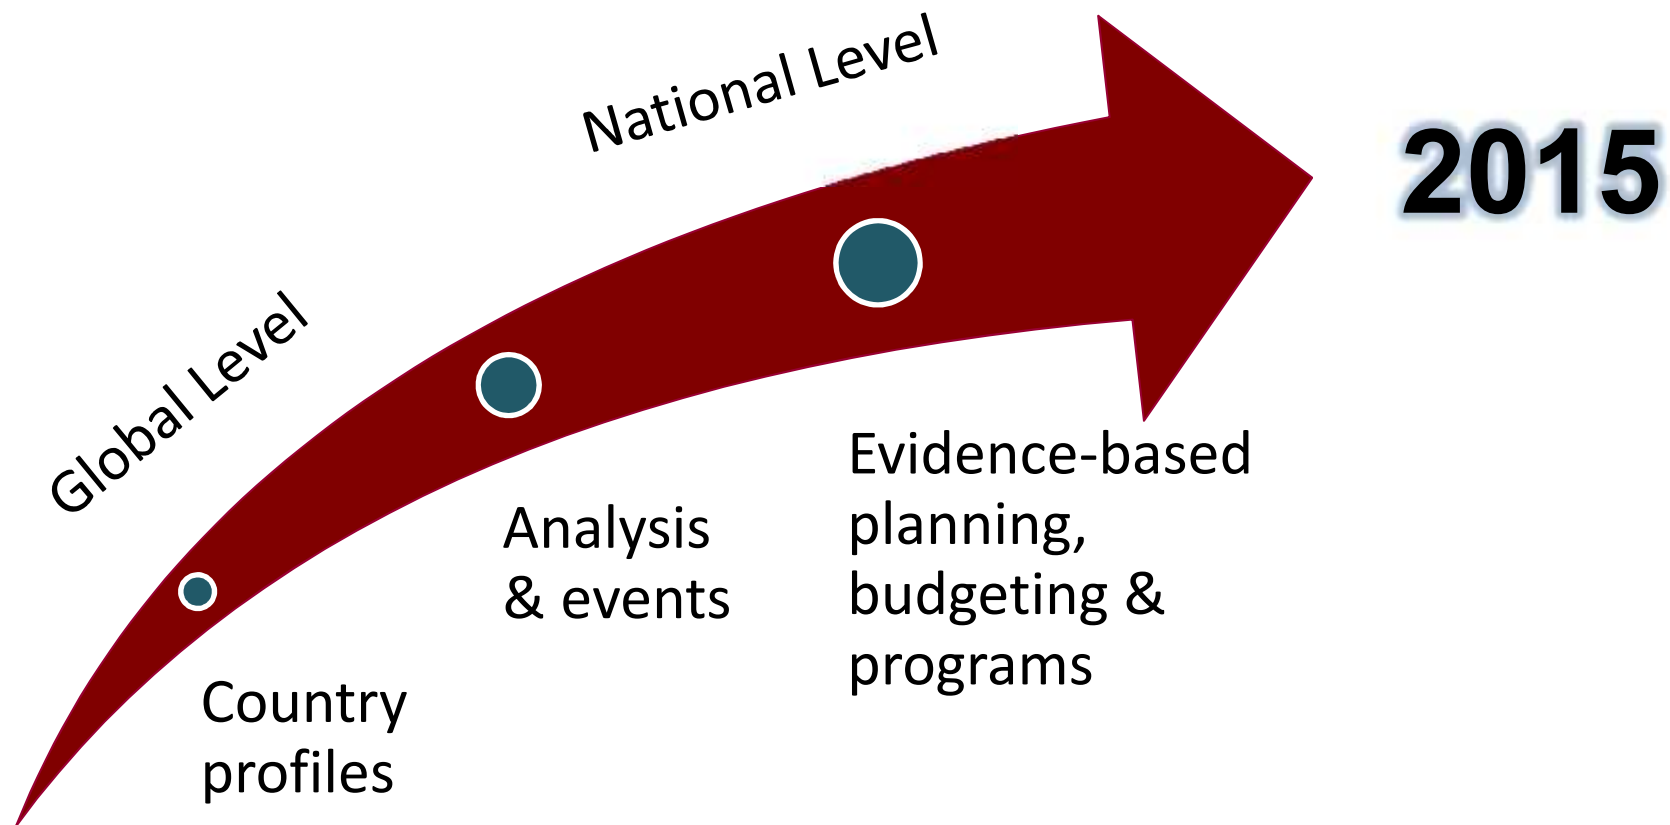 National Level
2015
Global Level
Evidence-based
planning,
budgeting &
programs
Analysis
& events
Country
profiles